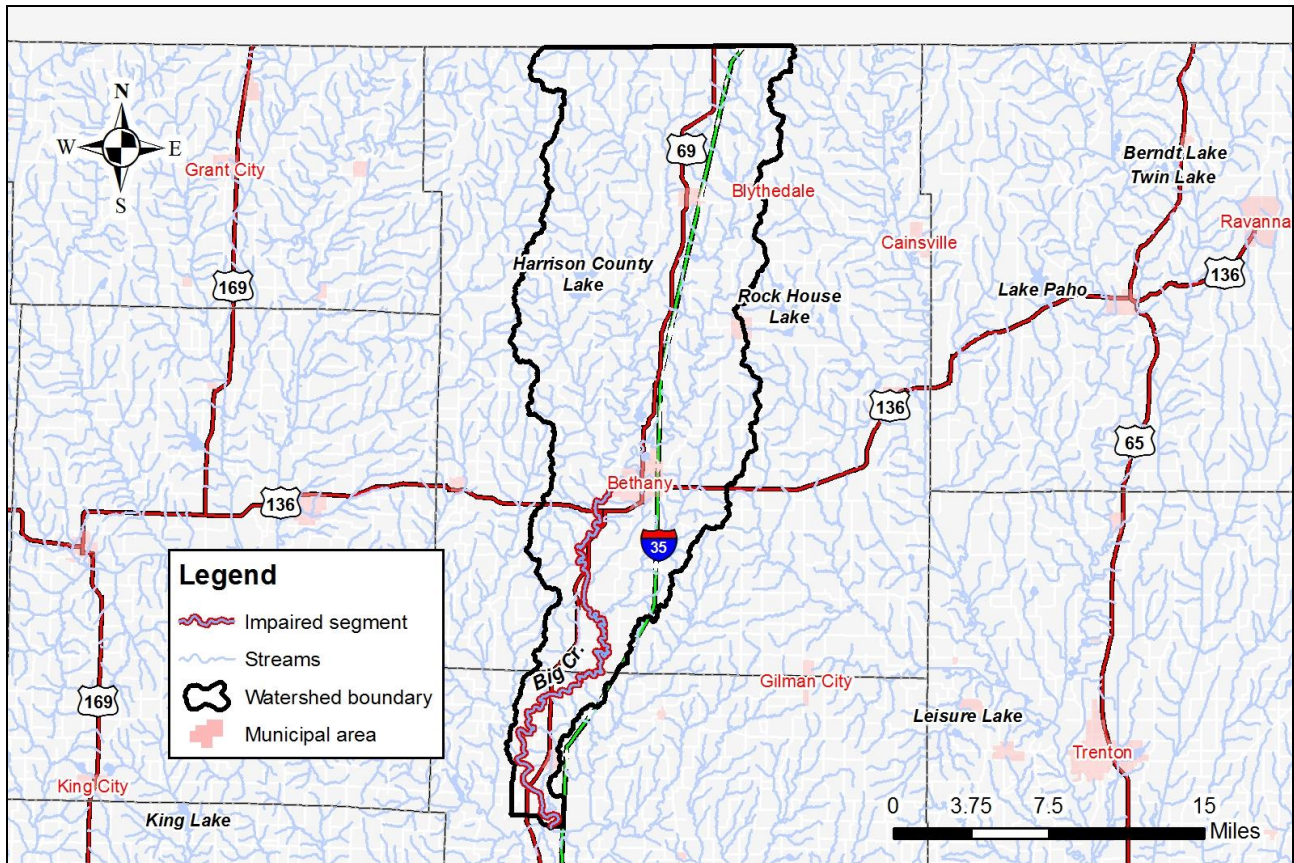 N
W
E
S
Grant City
169
69
Blythedale
Berndt Lake
Twin Lake
Ravanna
Cainsville
Harrison County
Lake
136
Rock House
Lake
Lake Paho
136
65
Bethany
136
35
Legend
Impaired segment
Streams
Watershed boundary
Municipal area
Big Cr.
Gilman City
169
Leisure Lake
Trenton
King City
King Lake
0 3.75 7.5 15
Miles